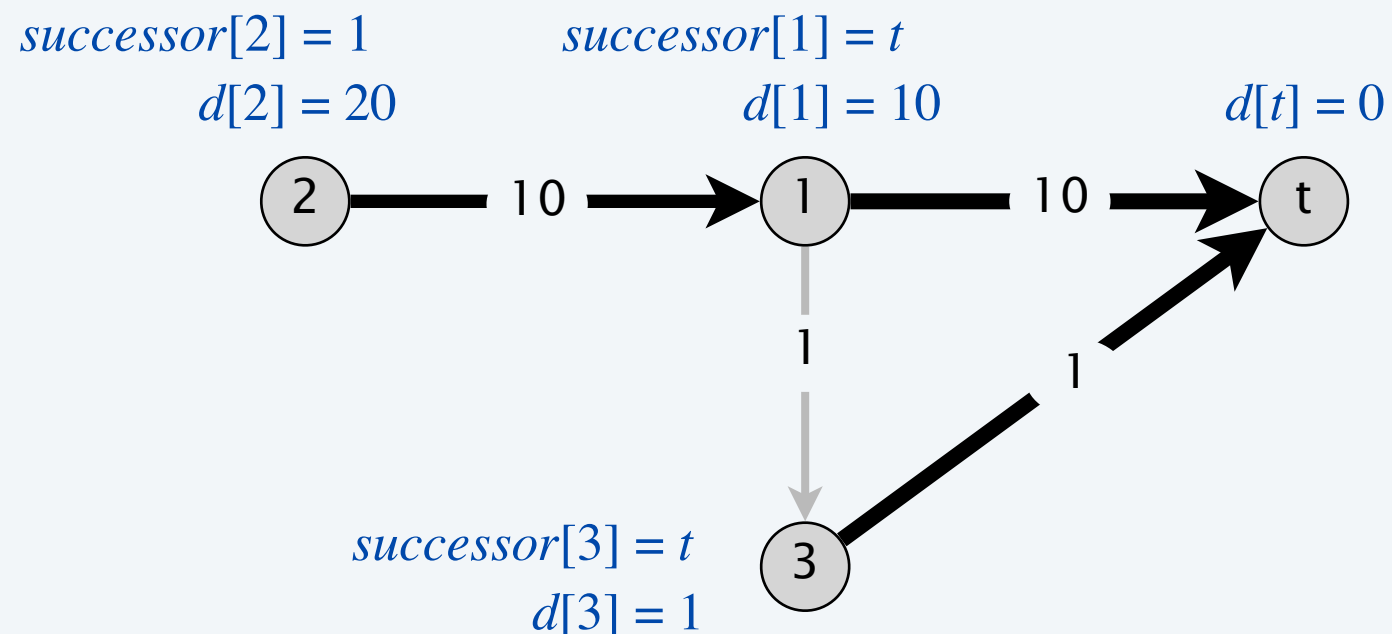 successor[2] = 1
d[2] = 20
successor[1] = t
d[1] = 10
d[t] = 0
2
10
1
10
t
1
1
successor[3] = t
d[3] = 1
3